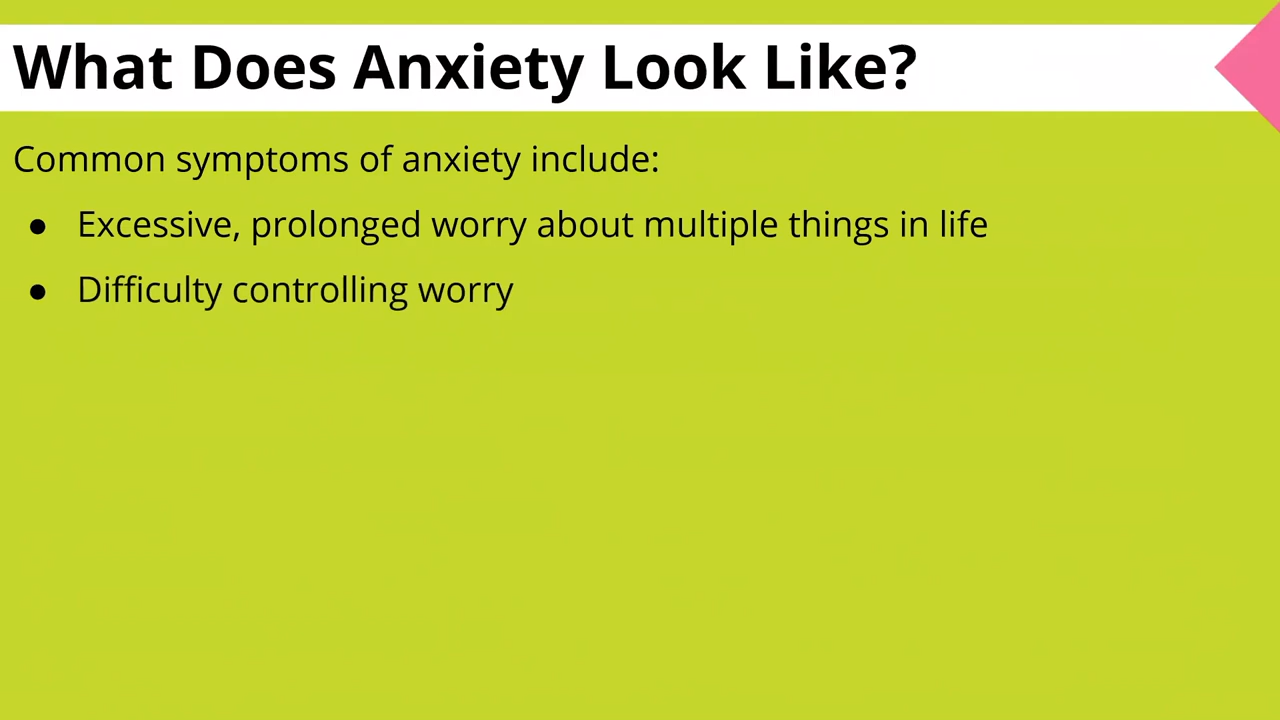 What Does Anxiety Look Like?
Common symptoms of anxiety include:
● Excessive, prolonged worry about multiple things in life
● Difficulty controlling worry